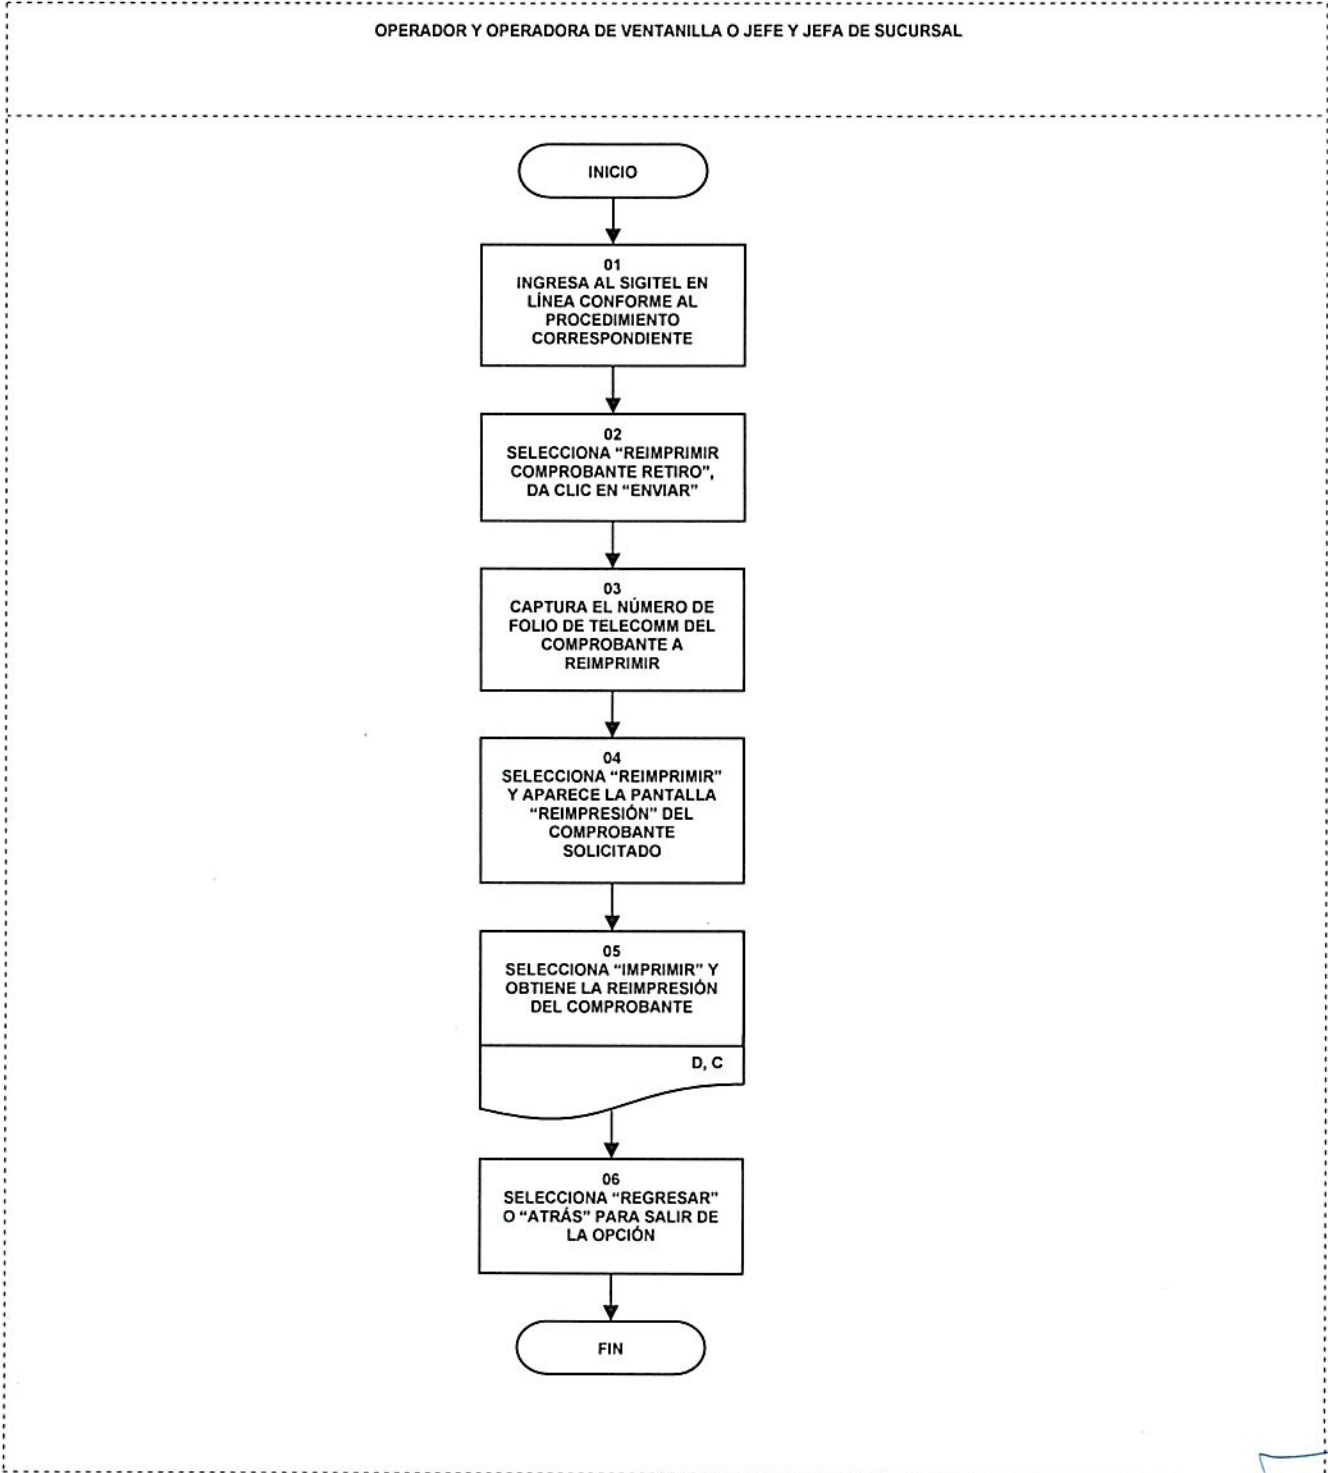 OPERADOR Y OPERADORA DE VENTANILLA O JEFE Y JEFA DE SUCURSAL
INICIO
01
INGRESA AL SIGITEL EN
LÍNEA CONFORME AL
PROCEDIMIENTO
CORRESPONDIENTE
02
SELECCIONA “REIMPRIMIR
COMPROBANTE RETIRO”,
DA CLIC EN “ENVIAR”
03
CAPTURA EL NÚMERO DE
FOLIO DE TELECOMM DEL
COMPROBANTE A
REIMPRIMIR
04
SELECCIONA “REIMPRIMIR”
Y APARECE LA PANTALLA
“REIMPRESIÓN” DEL
COMPROBANTE
SOLICITADO
05
SELECCIONA “IMPRIMIR” Y
OBTIENE LA REIMPRESIÓN
DEL COMPROBANTE
D, C
06
SELECCIONA “REGRESAR”
O “ATRÁS” PARA SALIR DE
LA OPCIÓN
FIN